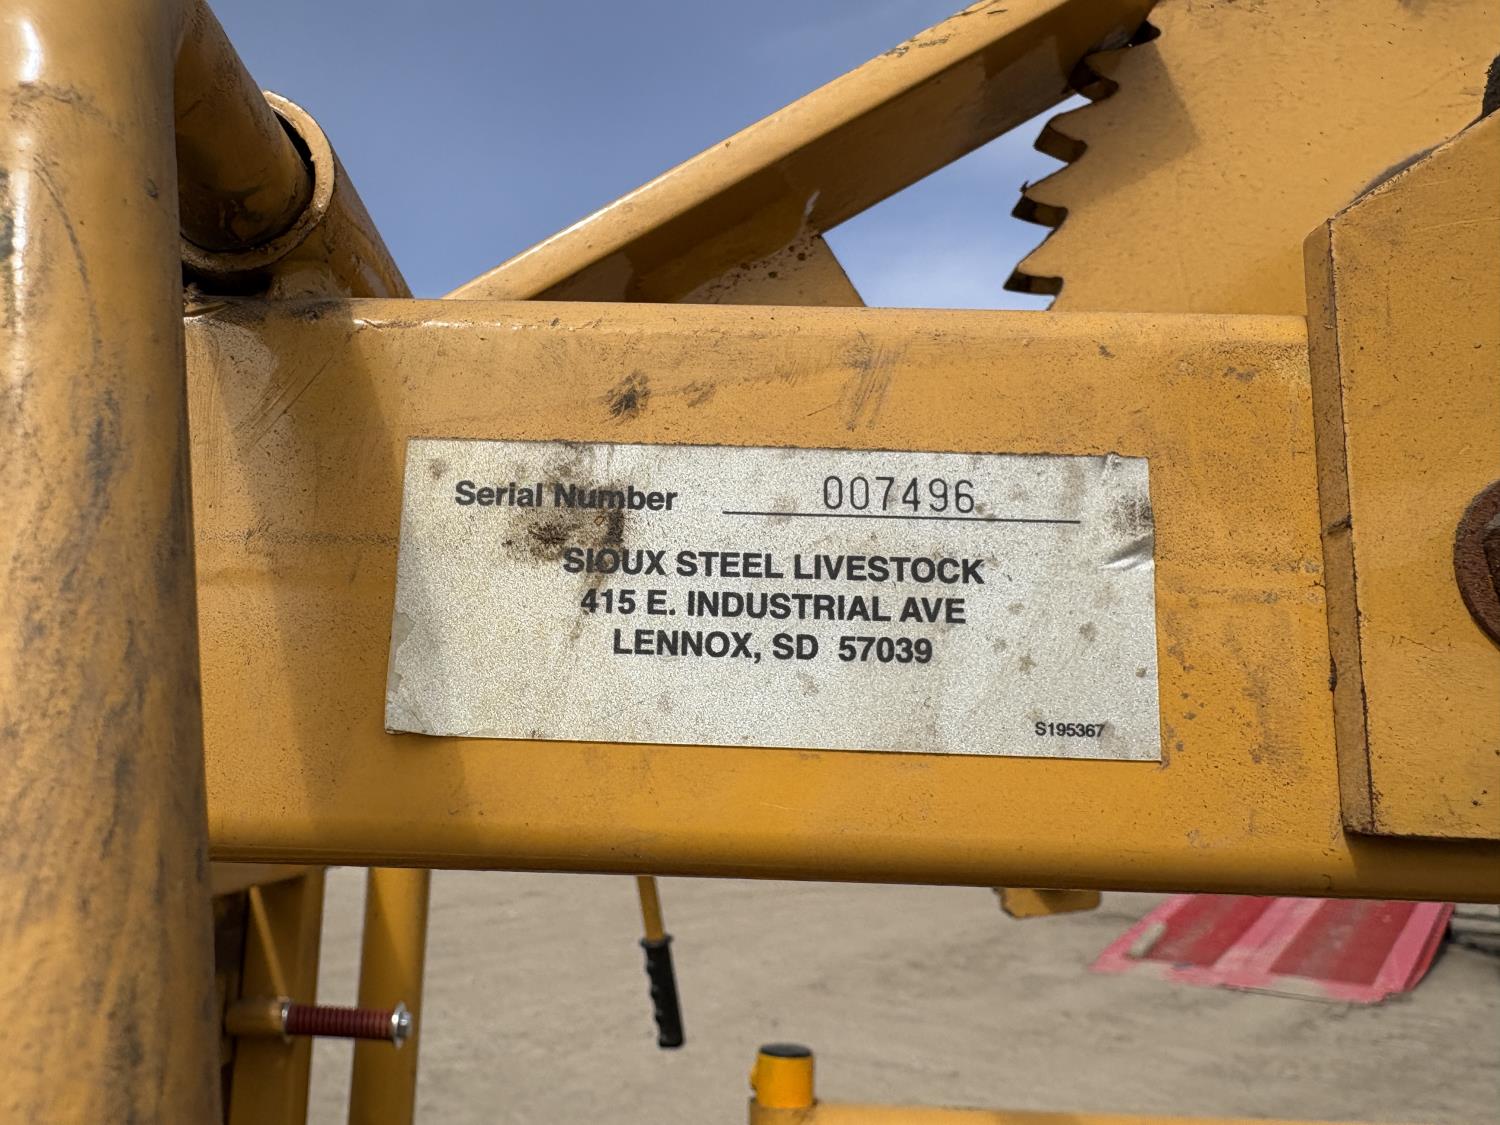 Serial Number 007496
SIOUX STEEL LIVESTOCK
415 E. INDUSTRIAL AVE
LENNOX, SD 57039
S195367